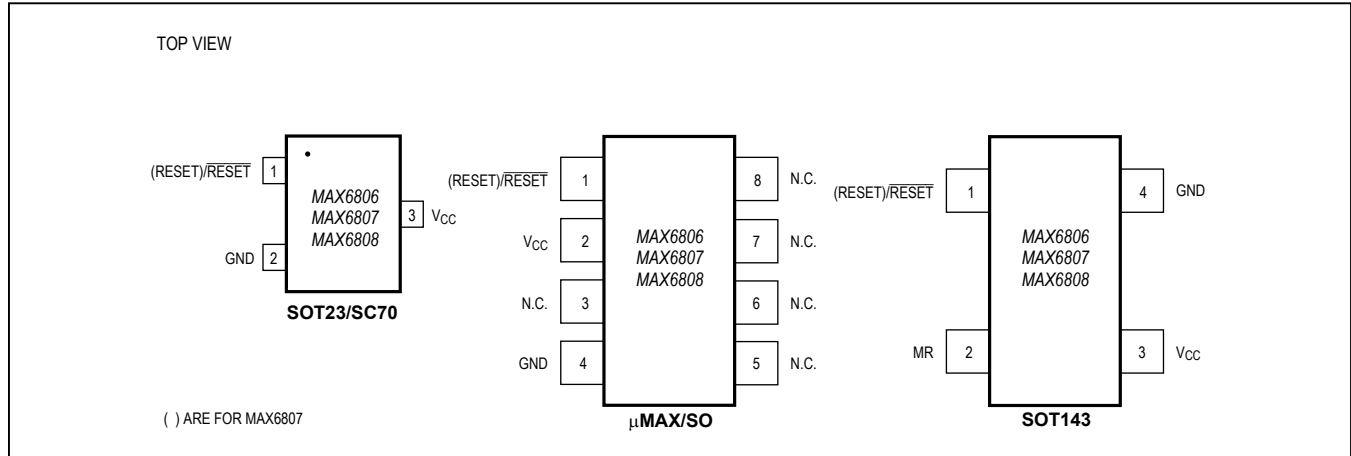 TOP VIEW
(RESET)/RESET 1
GND 2
3 VCC
MAX6806
MAX6807
MAX6808
SOT23/SC70
(RESET)/RESET 1
VCC 2
N.C. 3
GND 4
MAX6806
MAX6807
MAX6808
8 N.C.
7 N.C.
6 N.C.
5 N.C.
µMAX/SO
(RESET)/RESET 1
MR 2
MAX6806
MAX6807
MAX6808
4 GND
3 VCC
SOT143
( ) ARE FOR MAX6807